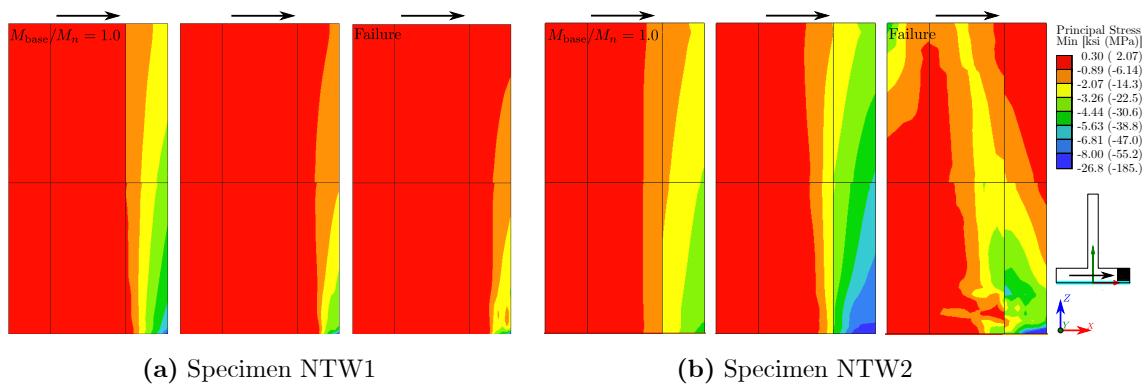 M_base/M_n = 1.0
Failure
M_base/M_n = 1.0
Failure
Principal Stress
Min [ksi (MPa)]
0.30 ( 2.07)
-0.89 (-6.14)
-2.07 (-14.3)
-3.26 (-22.5)
-4.44 (-30.6)
-5.63 (-38.8)
-6.81 (-47.0)
-8.00 (-55.2)
-26.8 (-185.)
Z
Y
X
(a) Specimen NTW1
(b) Specimen NTW2